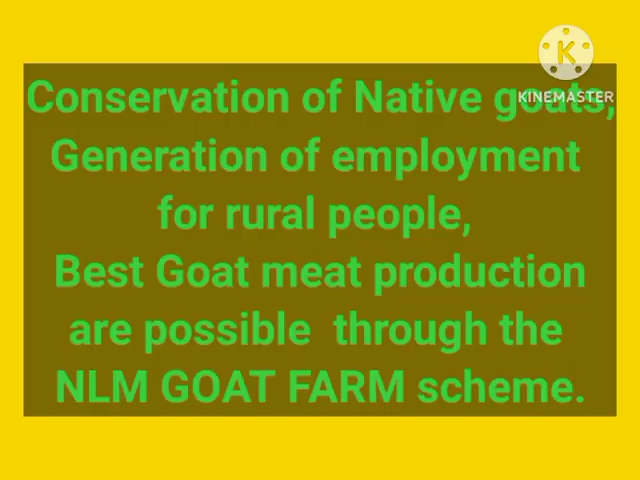 K
KINEMASTER
Conservation of Native goats,
Generation of employment
for rural people,
Best Goat meat production
are possible through the
NLM GOAT FARM scheme.